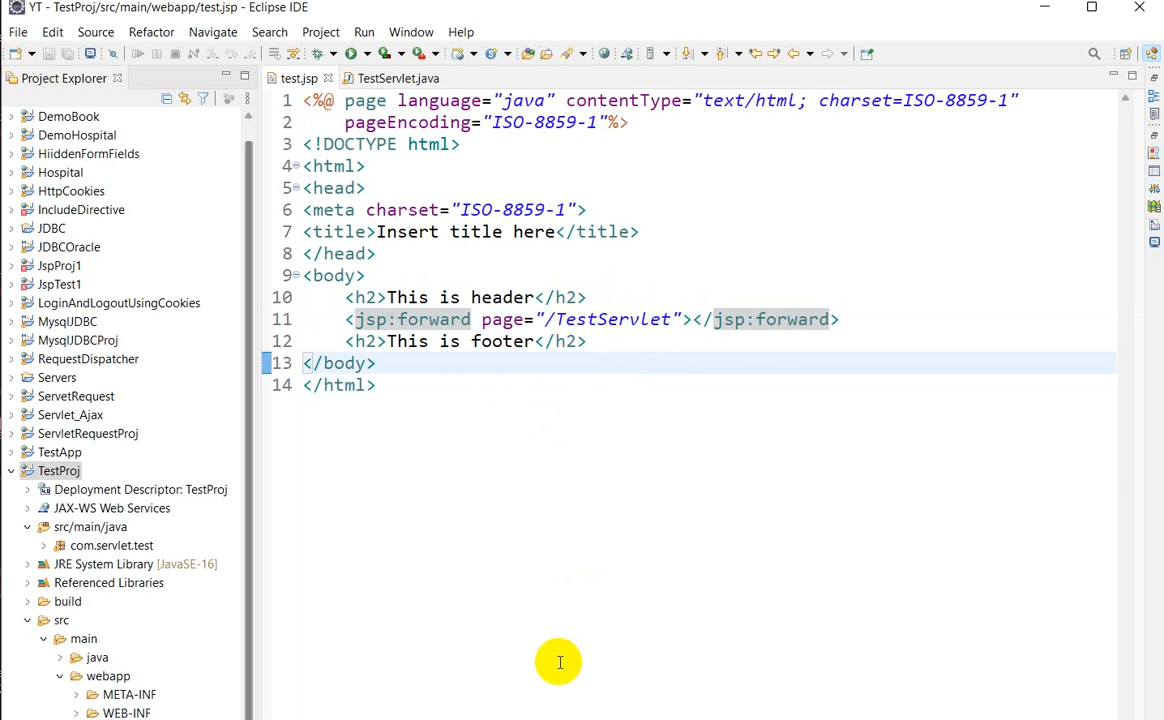 YT - TestProj/src/main/webapp/test.jsp - Eclipse IDE
File Edit Source Refactor Navigate Search Project Run Window Help
Project Explorer
test.jsp
TestServlet.java
DemoBook
DemoHospital
HiiddenFormFields
Hospital
HttpCookies
IncludeDirective
JDBC
JDBCOracle
JspProj1
JspTest1
LoginAndLogoutUsingCookies
MysqlJDBC
MysqlJDBCProj
RequestDispatcher
Servers
ServetRequest
Servlet_Ajax
ServletRequestProj
TestApp
TestProj
Deployment Descriptor: TestProj
JAX-WS Web Services
src/main/java
com.servlet.test
JRE System Library [JavaSE-16]
Referenced Libraries
build
src
main
java
webapp
META-INF
WEB-INF
1 <%@ page language="java" contentType="text/html; charset=ISO-8859-1"
2 pageEncoding="ISO-8859-1"%>
3 <!DOCTYPE html>
4 <html>
5 <head>
6 <meta charset="ISO-8859-1">
7 <title>Insert title here</title>
8 </head>
9 <body>
10 <h2>This is header</h2>
11 <jsp:forward page="/TestServlet"></jsp:forward>
12 <h2>This is footer</h2>
13 </body>
14 </html>